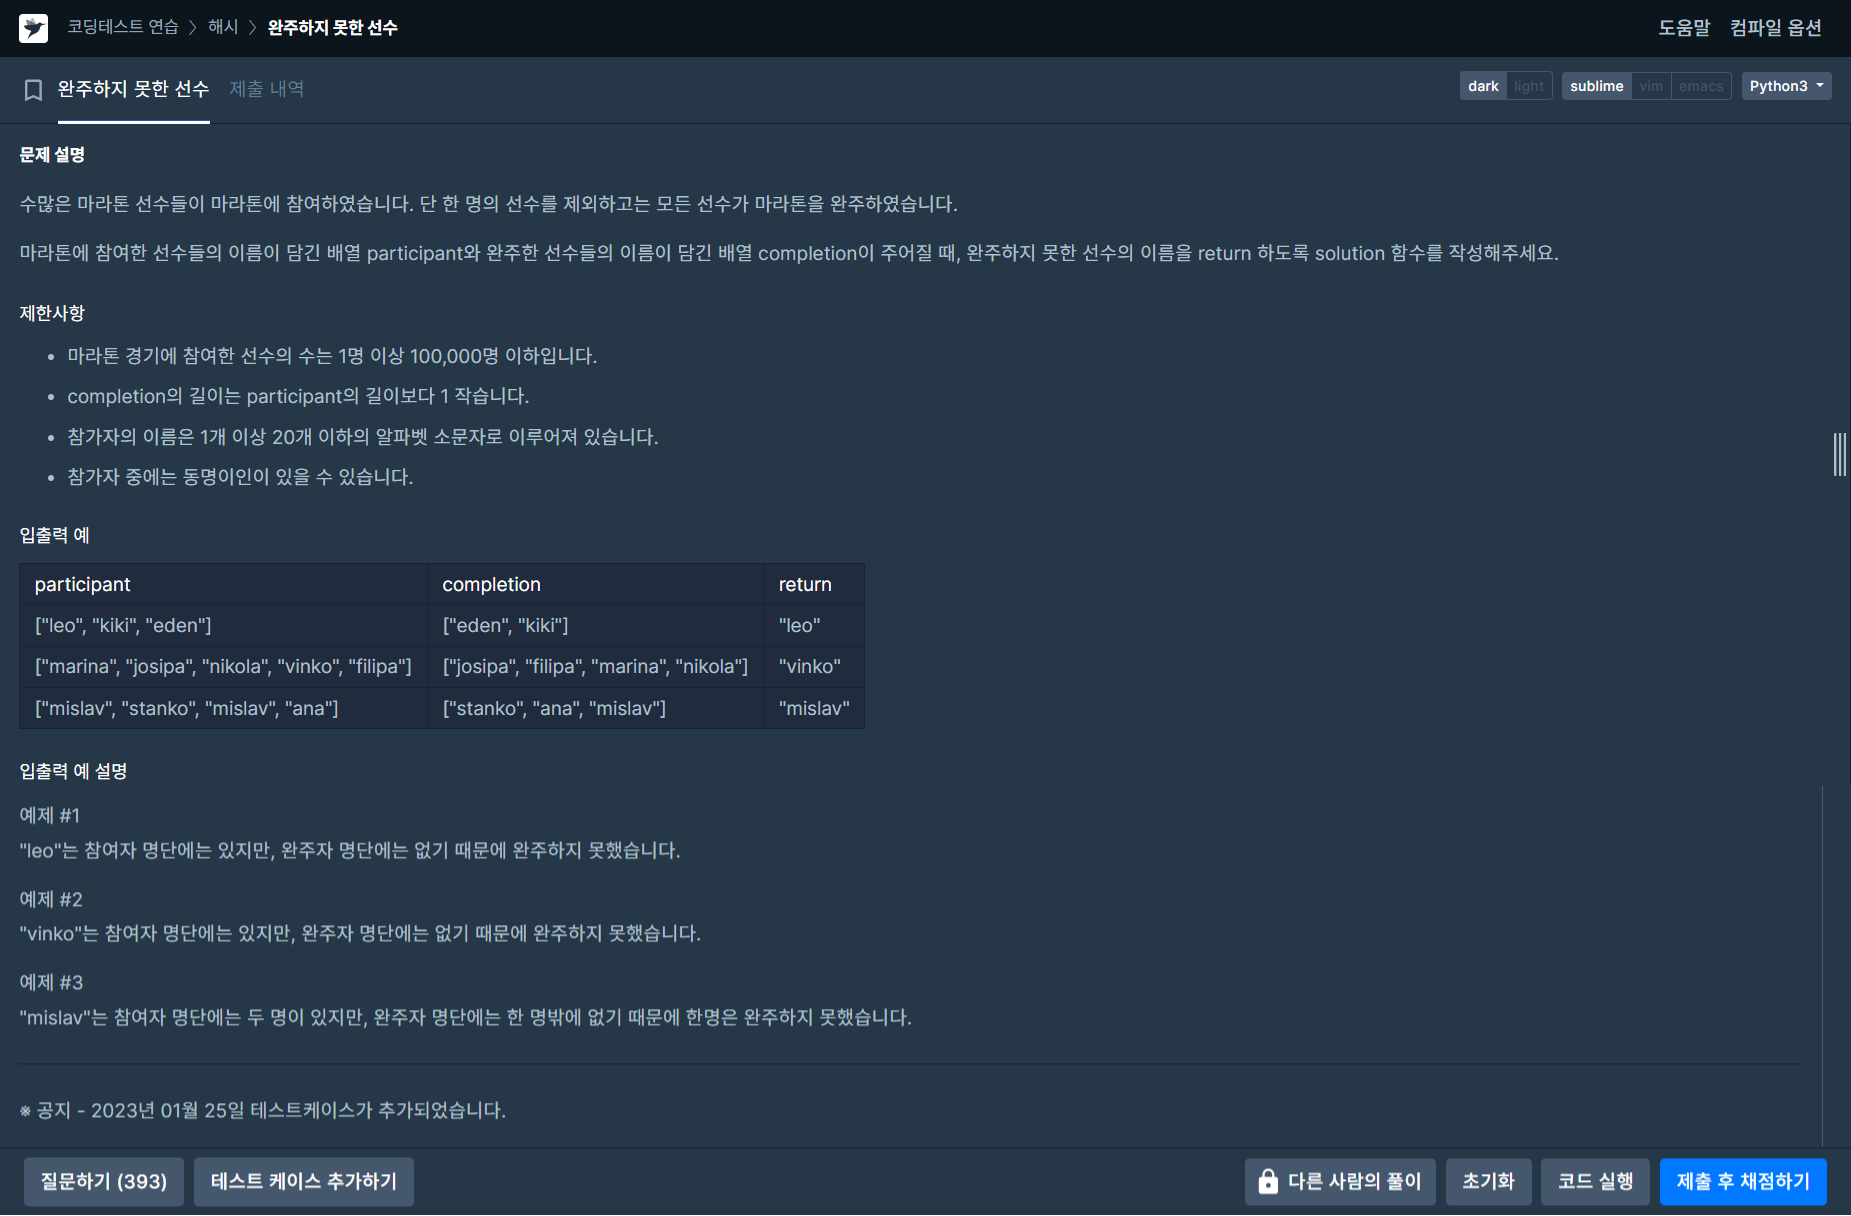 코딩테스트 연습 > 해시 > 완주하지 못한 선수
도움말 컴파일 옵션
완주하지 못한 선수 제출 내역
dark light sublime vim emacs Python3
문제 설명
수많은 마라톤 선수들이 마라톤에 참여하였습니다. 단 한 명의 선수를 제외하고는 모든 선수가 마라톤을 완주하였습니다.
마라톤에 참여한 선수들의 이름이 담긴 배열 participant와 완주한 선수들의 이름이 담긴 배열 completion이 주어질 때, 완주하지 못한 선수의 이름을 return 하도록 solution 함수를 작성해주세요.
제한사항
• 마라톤 경기에 참여한 선수의 수는 1명 이상 100,000명 이하입니다.
• completion의 길이는 participant의 길이보다 1 작습니다.
• 참가자의 이름은 1개 이상 20개 이하의 알파벳 소문자로 이루어져 있습니다.
• 참가자 중에는 동명이인이 있을 수 있습니다.
입출력 예
participant completion return
["leo", "kiki", "eden"] ["eden", "kiki"] "leo"
["marina", "josipa", "nikola", "vinko", "filipa"] ["josipa", "filipa", "marina", "nikola"] "vinko"
["mislav", "stanko", "mislav", "ana"] ["stanko", "ana", "mislav"] "mislav"
입출력 예 설명
예제 #1
"leo"는 참여자 명단에는 있지만, 완주자 명단에는 없기 때문에 완주하지 못했습니다.
예제 #2
"vinko"는 참여자 명단에는 있지만, 완주자 명단에는 없기 때문에 완주하지 못했습니다.
예제 #3
"mislav"는 참여자 명단에는 두 명이 있지만, 완주자 명단에는 한 명밖에 없기 때문에 한명은 완주하지 못했습니다.
※ 공지 - 2023년 01월 25일 테스트케이스가 추가되었습니다.
질문하기 (393) 테스트 케이스 추가하기 다른 사람의 풀이 초기화 코드 실행 제출 후 채점하기